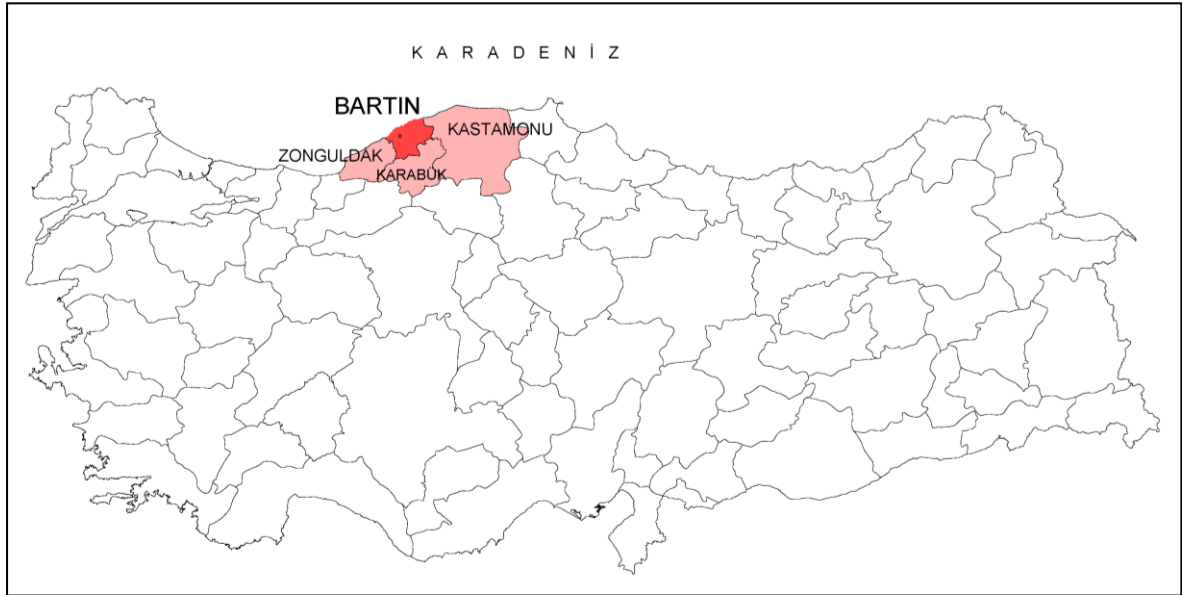 K A R A D E N İ Z
BARTIN
KASTAMONU
ZONGULDAK
KARABÜK